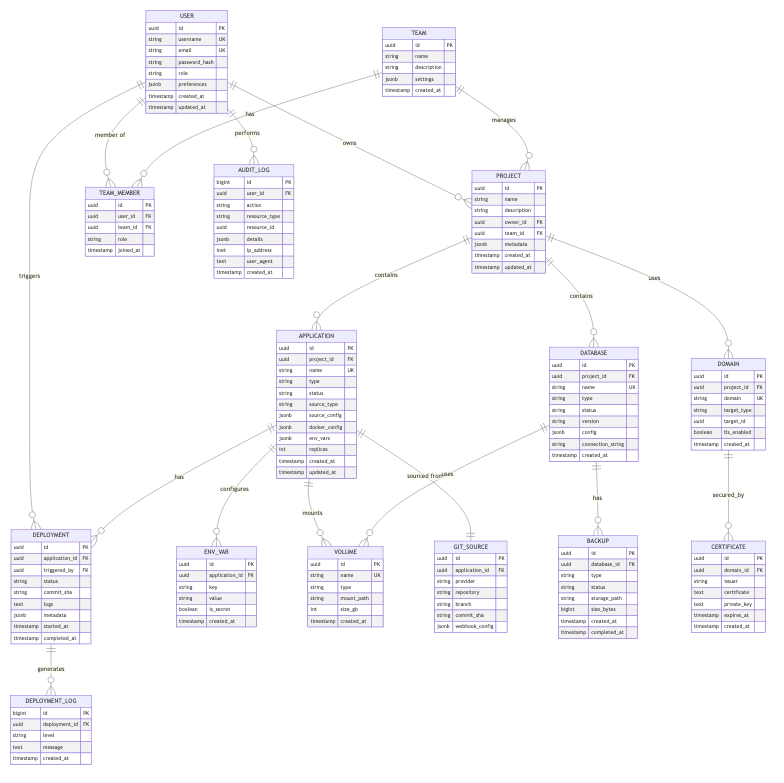 USER
uuid id PK
string username UK
string email UK
string password_hash
string role
jsonb preferences
timestamp created_at
timestamp updated_at
TEAM
uuid id PK
string name
string description
jsonb settings
timestamp created_at
has
member of
performs
manages
owns
AUDIT_LOG
bigint id PK
uuid user_id FK
string action
string resource_type
uuid resource_id
jsonb details
inet ip_address
text user_agent
timestamp created_at
PROJECT
uuid id PK
string name
string description
uuid owner_id FK
uuid team_id FK
jsonb metadata
timestamp created_at
timestamp updated_at
TEAM_MEMBER
uuid id PK
uuid user_id FK
uuid team_id FK
string role
timestamp joined_at
triggers
contains
contains
uses
APPLICATION
uuid id PK
uuid project_id FK
string name UK
string type
string status
string source_type
jsonb source_config
jsonb docker_config
jsonb env_vars
int replicas
timestamp created_at
timestamp updated_at
DATABASE
uuid id PK
uuid project_id FK
string name UK
string type
string status
string version
jsonb config
string connection_string
timestamp created_at
DOMAIN
uuid id PK
uuid project_id FK
string domain UK
string target_type
uuid target_id
boolean tls_enabled
timestamp created_at
has
configures
mounts
sourced from
uses
has
secured_by
DEPLOYMENT
uuid id PK
uuid application_id FK
uuid triggered_by FK
string status
string commit_sha
text logs
jsonb metadata
timestamp started_at
timestamp completed_at
ENV_VAR
uuid id PK
uuid application_id FK
string key
string value
boolean is_secret
timestamp created_at
VOLUME
uuid id PK
string name UK
string type
string mount_path
int size_gb
timestamp created_at
GIT_SOURCE
uuid id PK
uuid application_id FK
string provider
string repository
string branch
string commit_sha
jsonb webhook_config
BACKUP
uuid id PK
uuid database_id FK
string type
string status
string storage_path
bigint size_bytes
timestamp created_at
timestamp completed_at
CERTIFICATE
uuid id PK
uuid domain_id FK
string issuer
text certificate
text private_key
timestamp expires_at
timestamp created_at
generates
DEPLOYMENT_LOG
bigint id PK
uuid deployment_id FK
string level
text message
timestamp created_at